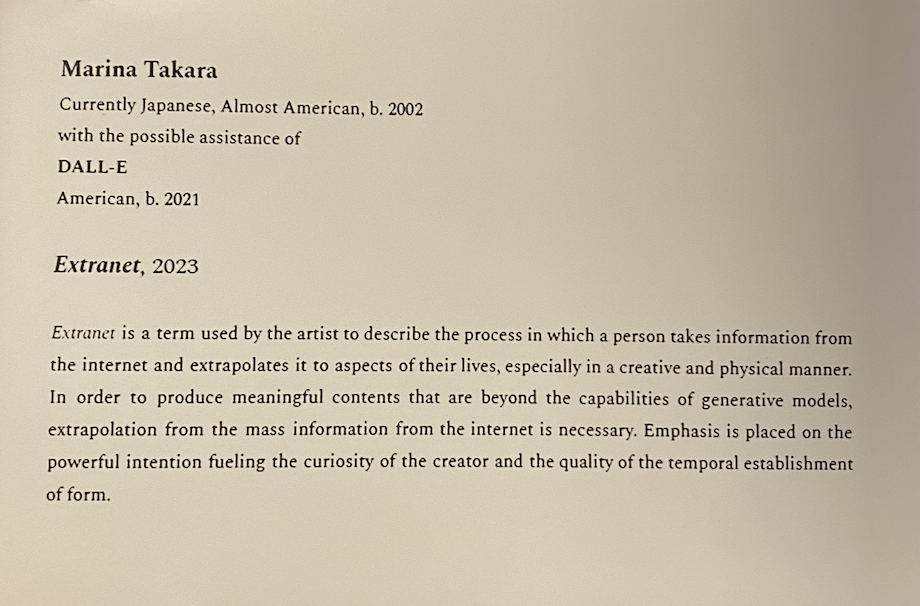 Marina Takara
Currently Japanese, Almost American, b. 2002
with the possible assistance of
DALL-E
American, b. 2021
Extranet, 2023
Extranet is a term used by the artist to describe the process in which a person takes information from
the internet and extrapolates it to aspects of their lives, especially in a creative and physical manner.
In order to produce meaningful contents that are beyond the capabilities of generative models,
extrapolation from the mass information from the internet is necessary. Emphasis is placed on the
powerful intention fueling the curiosity of the creator and the quality of the temporal establishment
of form.